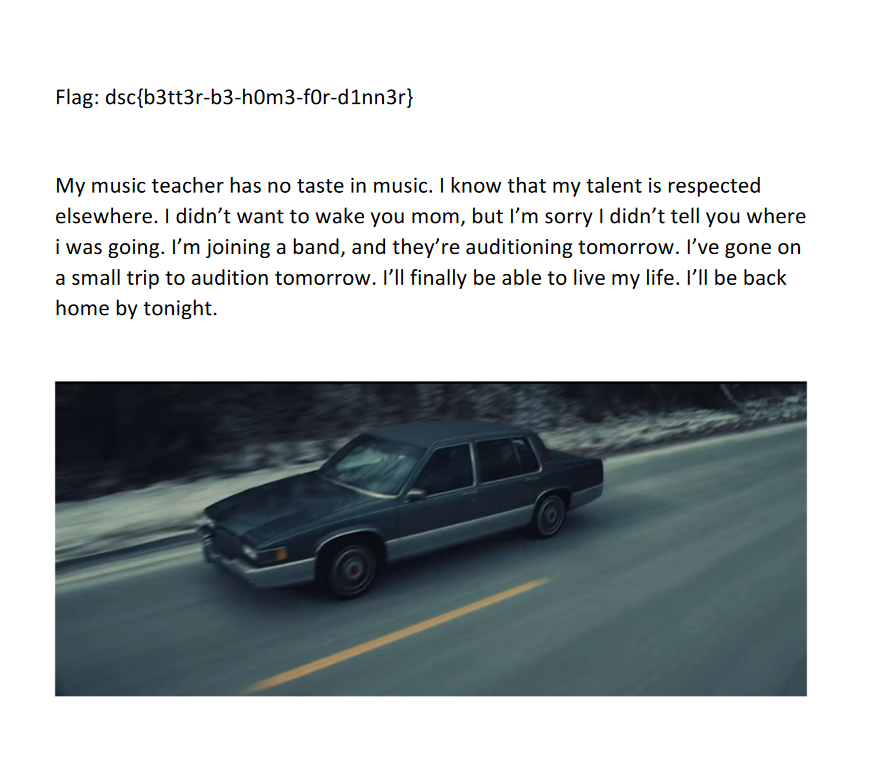 Flag: dsc{b3tt3r-b3-h0m3-f0r-d1nn3r}
My music teacher has no taste in music. I know that my talent is respected
elsewhere. I didn’t want to wake you mom, but I’m sorry I didn’t tell you where
i was going. I’m joining a band, and they’re auditioning tomorrow. I’ve gone on
a small trip to audition tomorrow. I’ll finally be able to live my life. I’ll be back
home by tonight.